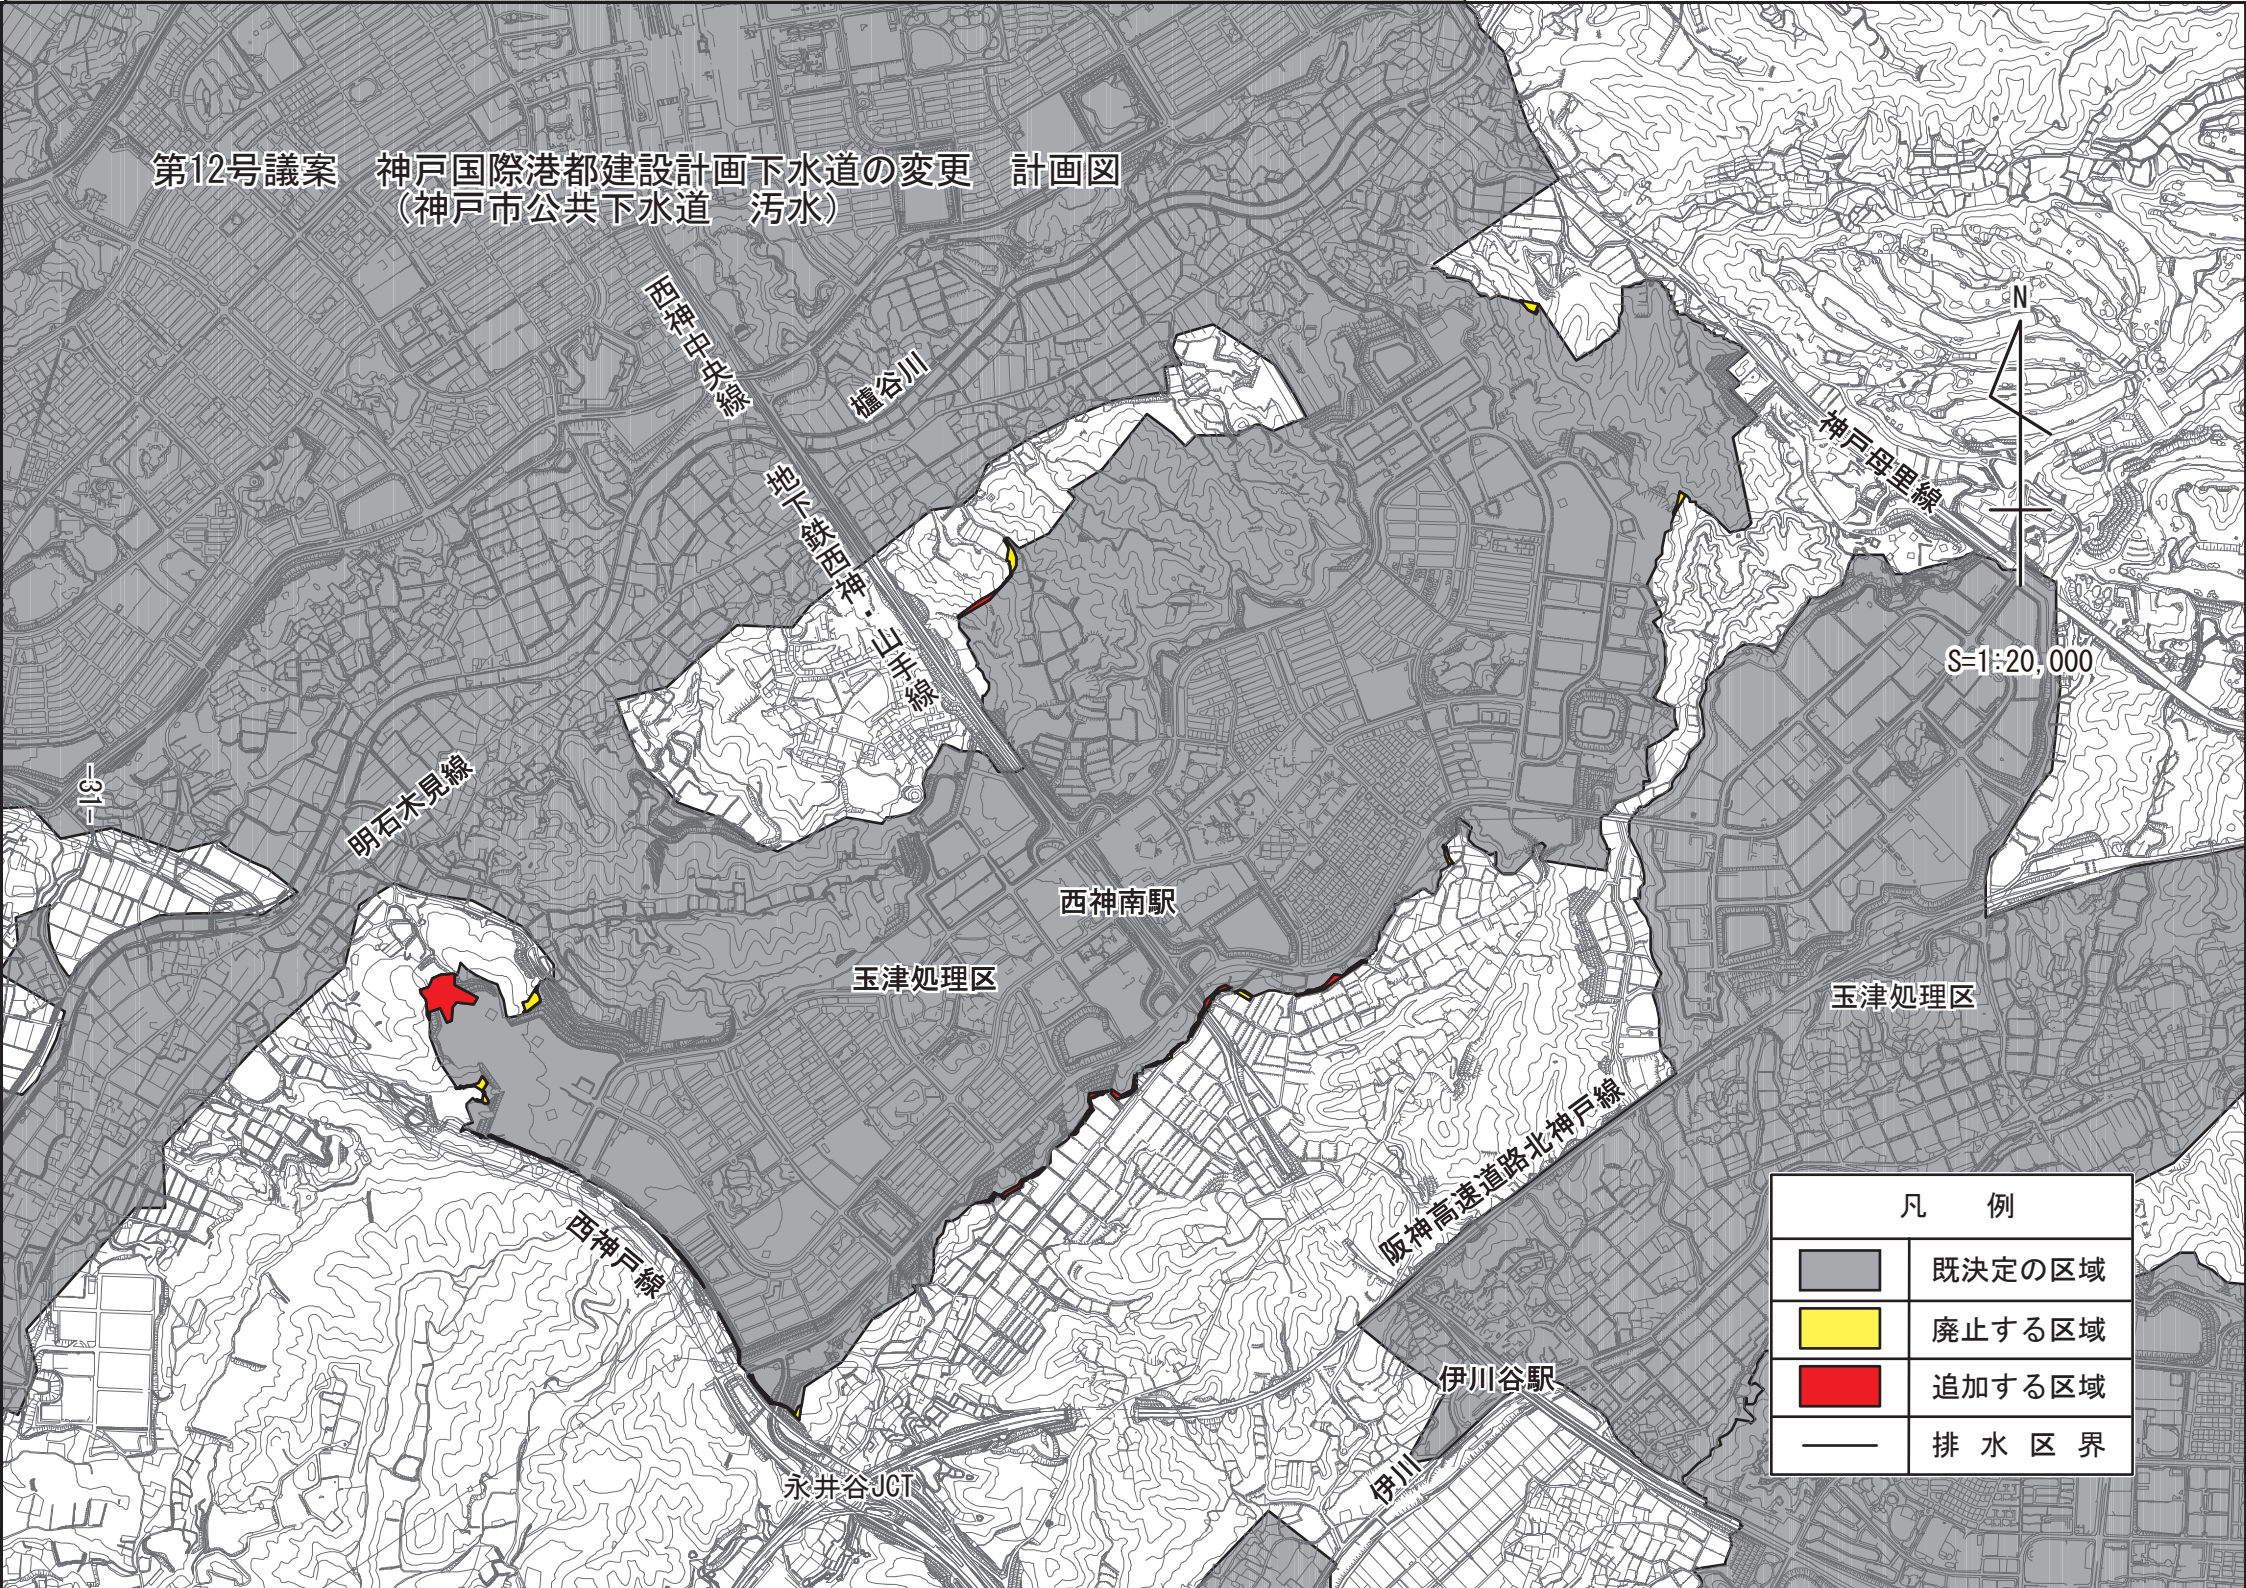 第12号議案　神戸国際港都建設計画下水道の変更　計画図
（神戸市公共下水道　汚水）
西神中央線
櫨谷川
N
神戸母里線
地下鉄西神・山手線
S=1:20,000
-31-
明石木見線
西神南駅
玉津処理区
玉津処理区
阪神高速道路北神戸線
西神戸線
伊川谷駅
伊川
永井谷JCT
凡　例
既決定の区域
廃止する区域
追加する区域
排 水 区 界